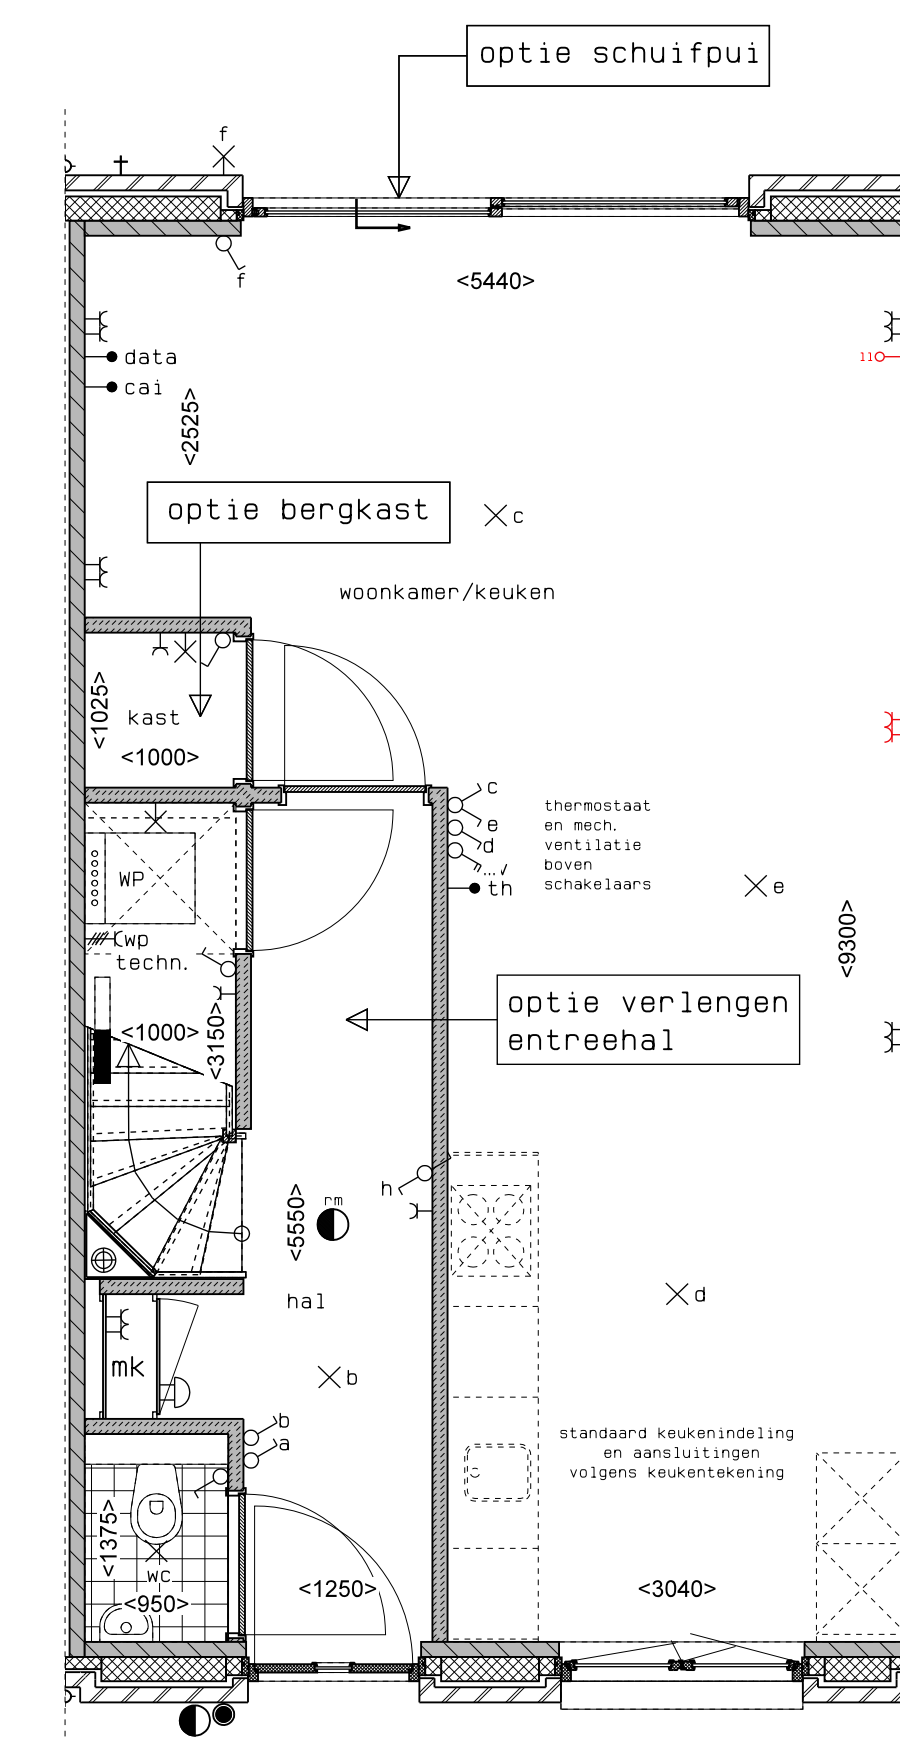 optie schuifpui
f
f
<5440>
data
11
cai
<2525>
optie bergkast
c
woonkamer/keuken
<1025>
kast
<1000>
c
e
d
th
thermostaat
en mech.
ventilatie
boven
schakelaars
WP
e
wp
techn.
<9300>
<1000>
<3150>
optie verlengen
entreehal
h
rm
<5550>
hal
d
mk
b
b
a
standaard keukenindeling
en aansluitingen
volgens keukentekening
<1375>
wc
<950>
<1250>
<3040>